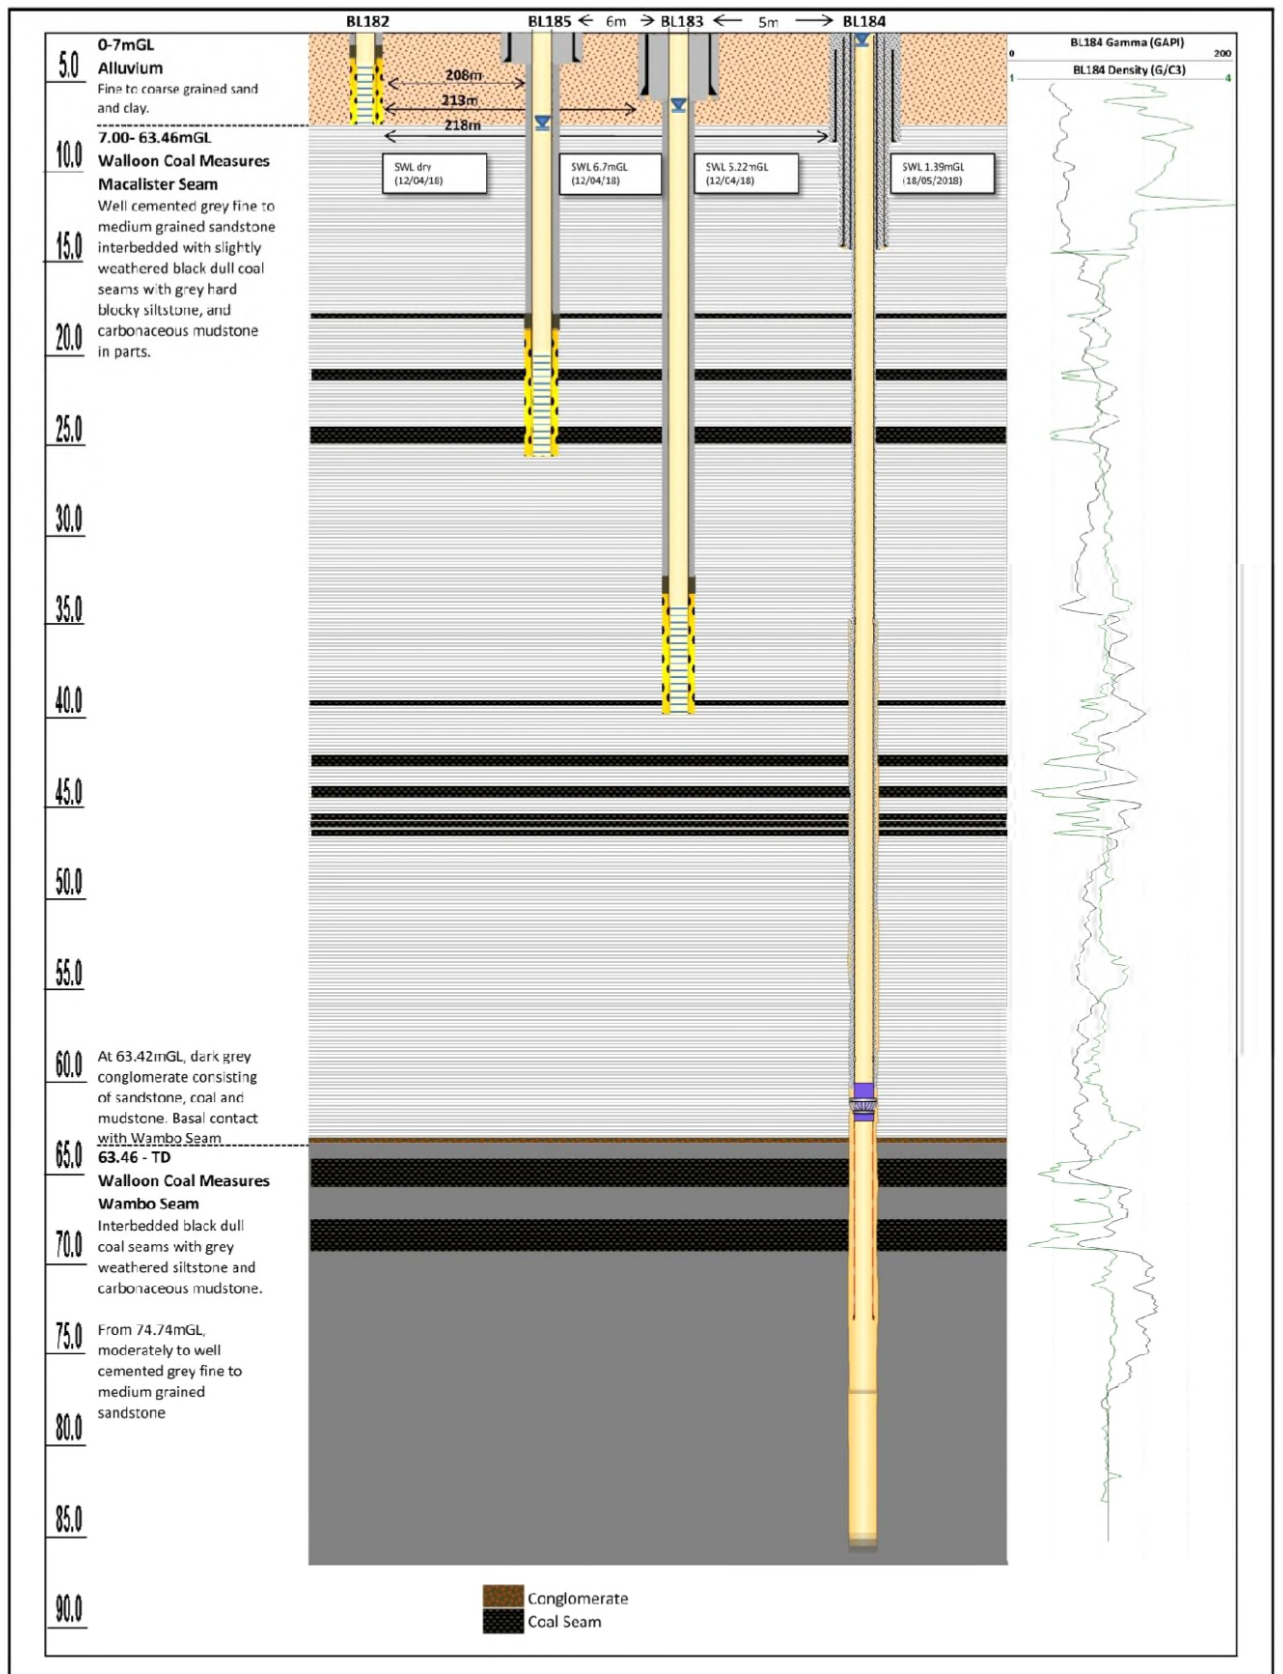 BL182
BL185
6m
BL183
5m
BL184
0-7mGL
Alluvium
Fine to coarse grained sand
and clay.
7.00- 63.46mGL
Walloon Coal Measures
Macalister Seam
Well cemented grey fine to
medium grained sandstone
interbedded with slightly
weathered black dull coal
seams with grey hard
blocky siltstone, and
carbonaceous mudstone
in parts.
At 63.42mGL, dark grey
conglomerate consisting
of sandstone, coal and
mudstone. Basal contact
with Wambo Seam
63.46 - TD
Walloon Coal Measures
Wambo Seam
Interbedded black dull
coal seams with grey
weathered siltstone and
carbonaceous mudstone.
From 74.74mGL,
moderately to well
cemented grey fine to
medium grained
sandstone
5.0
10.0
15.0
20.0
25.0
30.0
35.0
40.0
45.0
50.0
55.0
60.0
65.0
70.0
75.0
80.0
85.0
90.0
208m
213m
218m
SWL dry
(12/04/18)
SWL 6.7mGL
(12/04/18)
SWL 5.22mGL
(12/04/18)
SWL 1.39mGL
(18/05/2018)
BL184 Gamma (GAPI)
0
200
BL184 Density (G/C3)
1
4
Conglomerate
Coal Seam